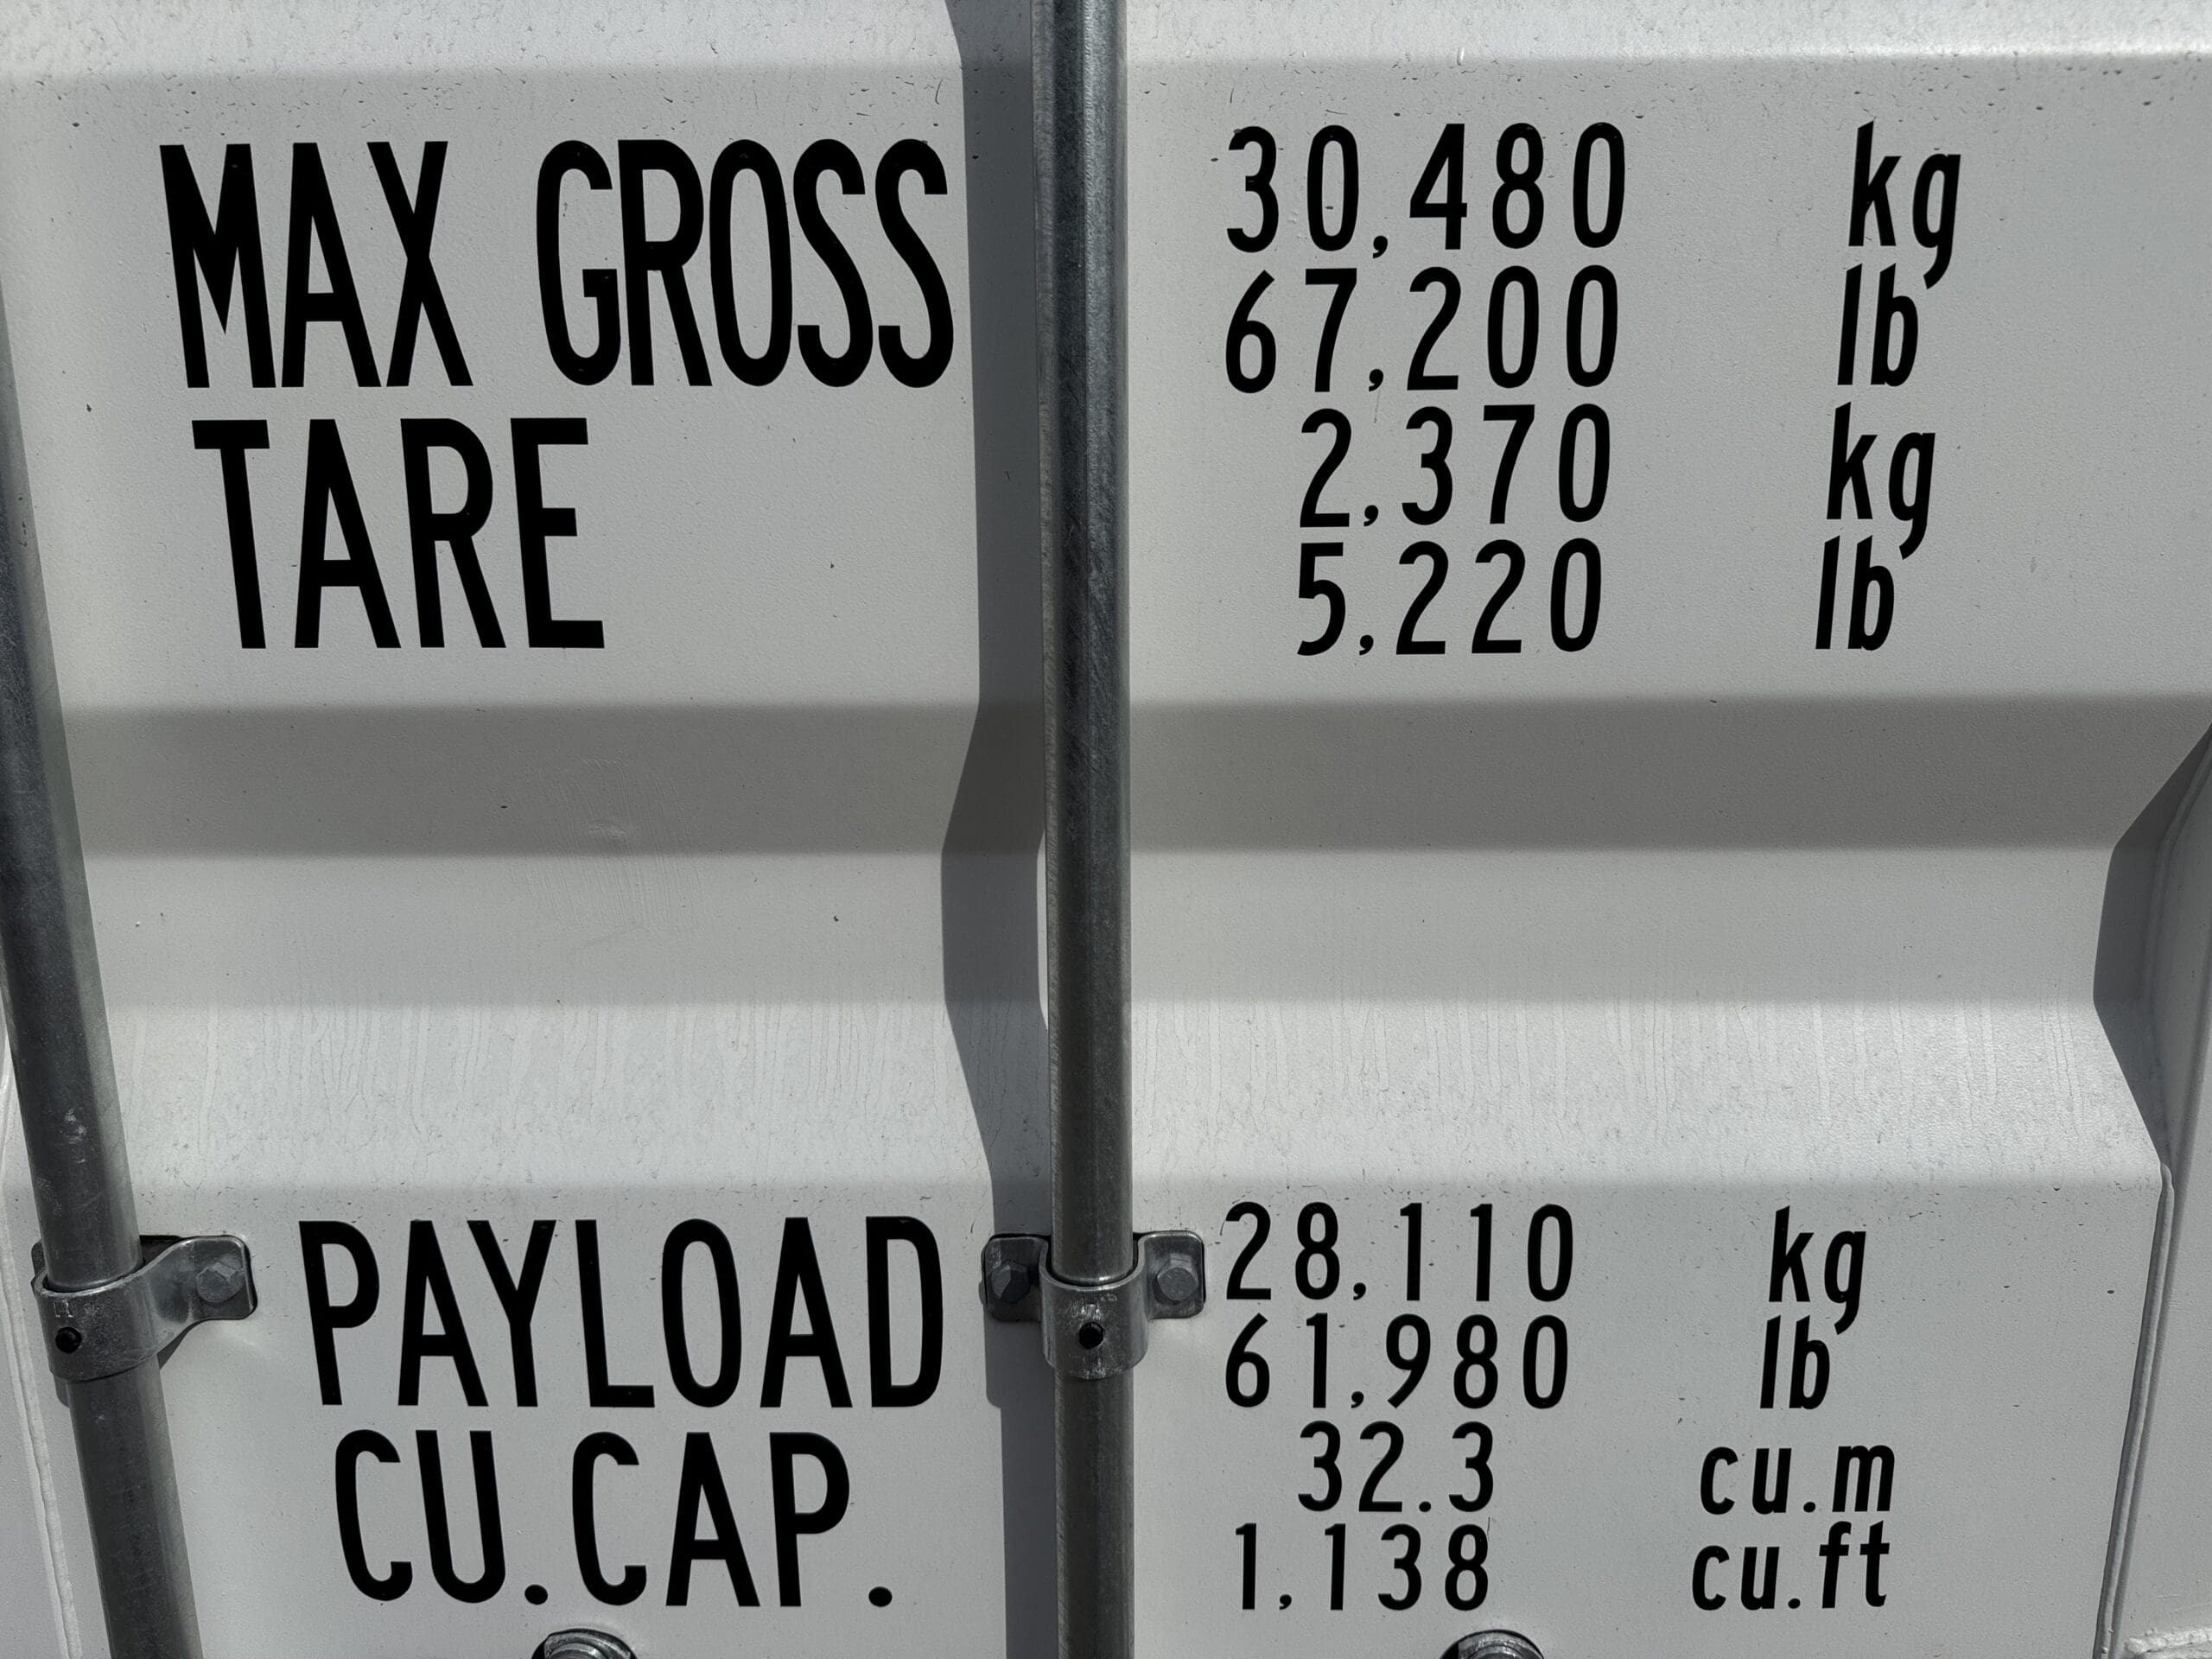 MAX GROSS 30,480 kg
67,200 lb
TARE 2,370 kg
5,220 lb
PAYLOAD 28,110 kg
61,980 lb
CU.CAP. 32.3 cu.m
1,138 cu.ft